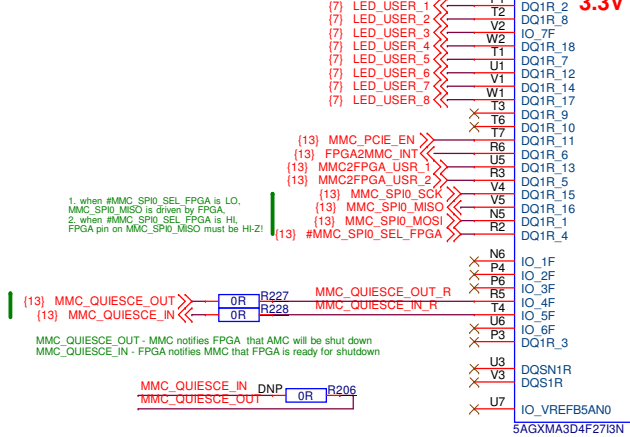 3.3V
{7} LED_USER_1 DQ1R_2
{7} LED_USER_2 T2 DQ1R_8
{7} LED_USER_3 V2 IO_7F
{7} LED_USER_4 W2 DQ1R_18
{7} LED_USER_5 T1 DQ1R_7
{7} LED_USER_6 U1 DQ1R_12
{7} LED_USER_7 V1 DQ1R_14
{7} LED_USER_8 W1 DQ1R_17
T3 DQ1R_9
T6 DQ1R_10
{13} MMC_PCIE_EN T7 DQ1R_11
{13} FPGA2MMC_INT R6 DQ1R_6
{13} MMC2FPGA_USR_1 U5 DQ1R_13
{13} MMC2FPGA_USR_2 R3 DQ1R_5
{13} MMC_SPI0_SCK V4 DQ1R_15
{13} MMC_SPI0_MISO V5 DQ1R_16
{13} MMC_SPI0_MOSI N5 DQ1R_1
{13} #MMC_SPI0_SEL_FPGA R2 DQ1R_4
1. when #MMC_SPI0_SEL_FPGA is LO,
MMC_SPI0_MISO is driven by FPGA,
2. when #MMC_SPI0_SEL_FPGA is HI,
FPGA pin on MMC_SPI0_MISO must be HI-Z!
N6 IO_1F
P4 IO_2F
P6 IO_3F
{13} MMC_QUIESCE_OUT 0R R227 MMC_QUIESCE_OUT_R R5 IO_4F
{13} MMC_QUIESCE_IN 0R R228 MMC_QUIESCE_IN_R T4 IO_5F
U6 IO_6F
P3 DQ1R_3
MMC_QUIESCE_OUT - MMC notifies FPGA that AMC will be shut down
MMC_QUIESCE_IN - FPGA notifies MMC that FPGA is ready for shutdown
U3 DQSN1R
V3 DQS1R
MMC_QUIESCE_IN DNP 0R R206
MMC_QUIESCE_OUT
U7 IO_VREFB5AN0
5AGXMA3D4F27I3N